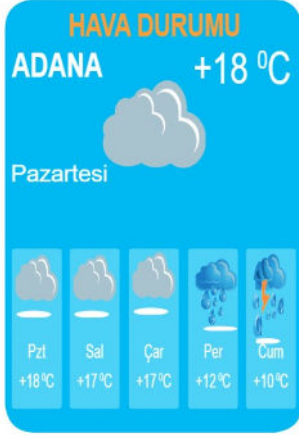 HAVA DURUMU
ADANA +18 ⁰C
Pazartesi
Pzt Sal Çar Per Cum
+18⁰C +17⁰C +17⁰C +12⁰C +10⁰C